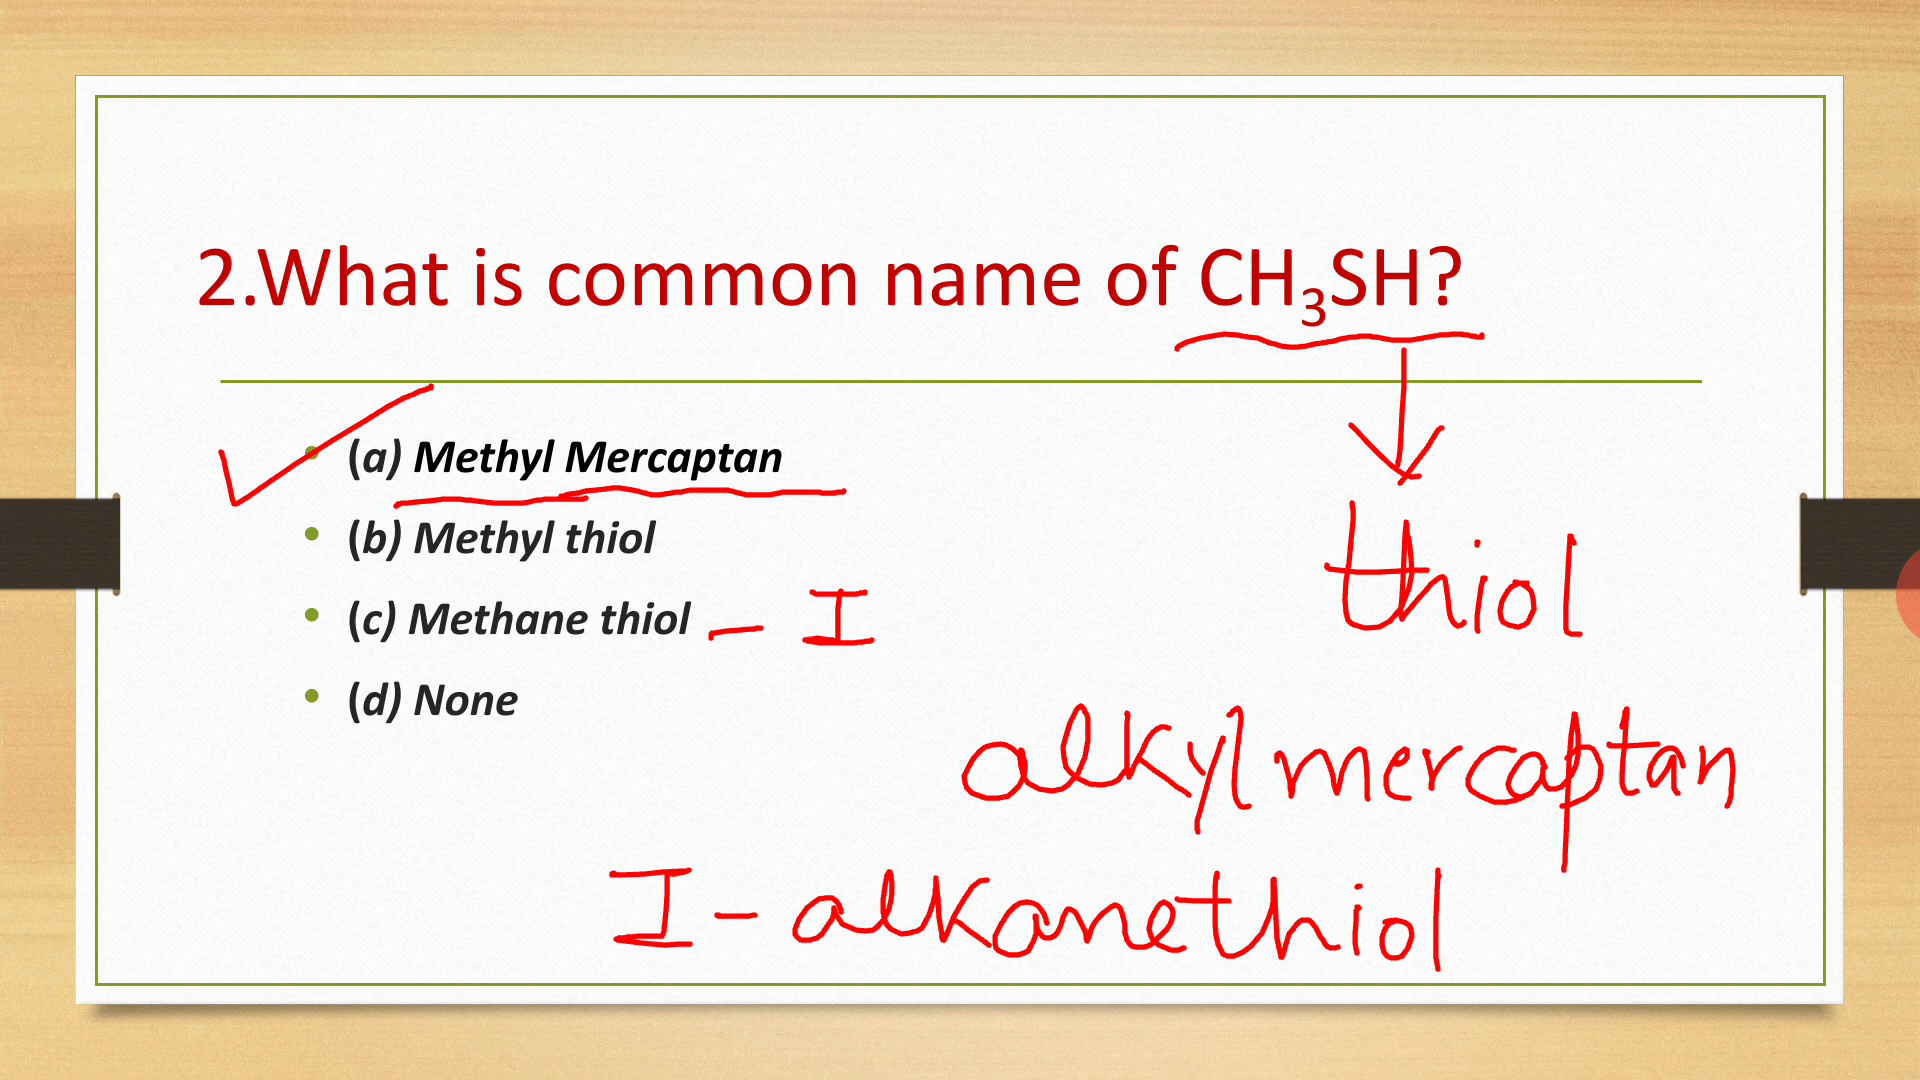 2.What is common name of CH₃SH?
• (a) Methyl Mercaptan
• (b) Methyl thiol
• (c) Methane thiol - I
• (d) None
thiol
alkyl mercaptan
I - alkanethiol